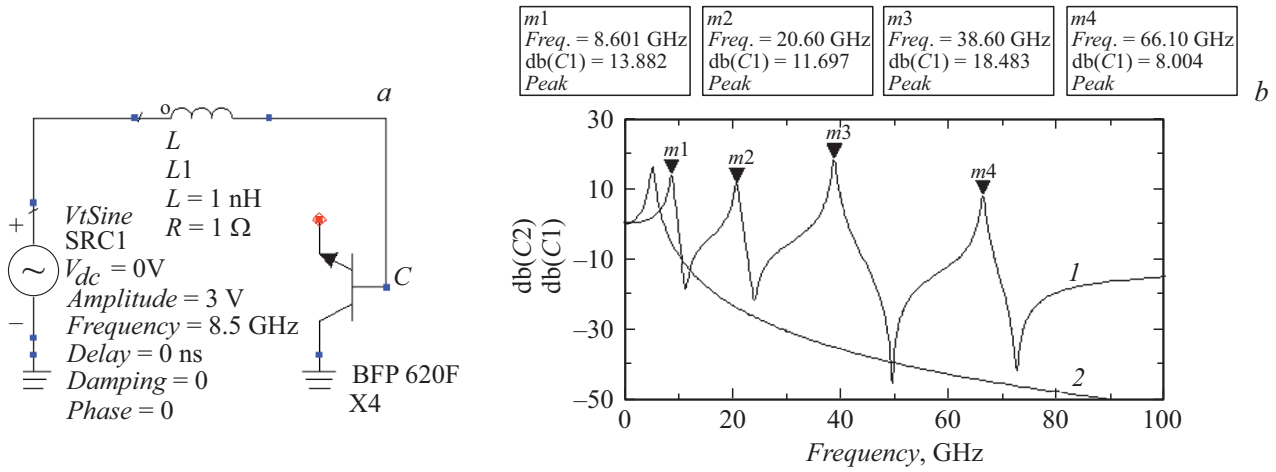 a
L
L1
L = 1 nH
R = 1 Ω
VtSine
SRC1
V_dc = 0V
Amplitude = 3 V
Frequency = 8.5 GHz
Delay = 0 ns
Damping = 0
Phase = 0
+
~
−
C
BFP 620F
X4
b
m1
Freq. = 8.601 GHz
db(C1) = 13.882
Peak
m2
Freq. = 20.60 GHz
db(C1) = 11.697
Peak
m3
Freq. = 38.60 GHz
db(C1) = 18.483
Peak
m4
Freq. = 66.10 GHz
db(C1) = 8.004
Peak
db(C2)
db(C1)
30
10
−10
−30
−50
m1
m2
m3
m4
1
2
0
20
40
60
80
100
Frequency, GHz